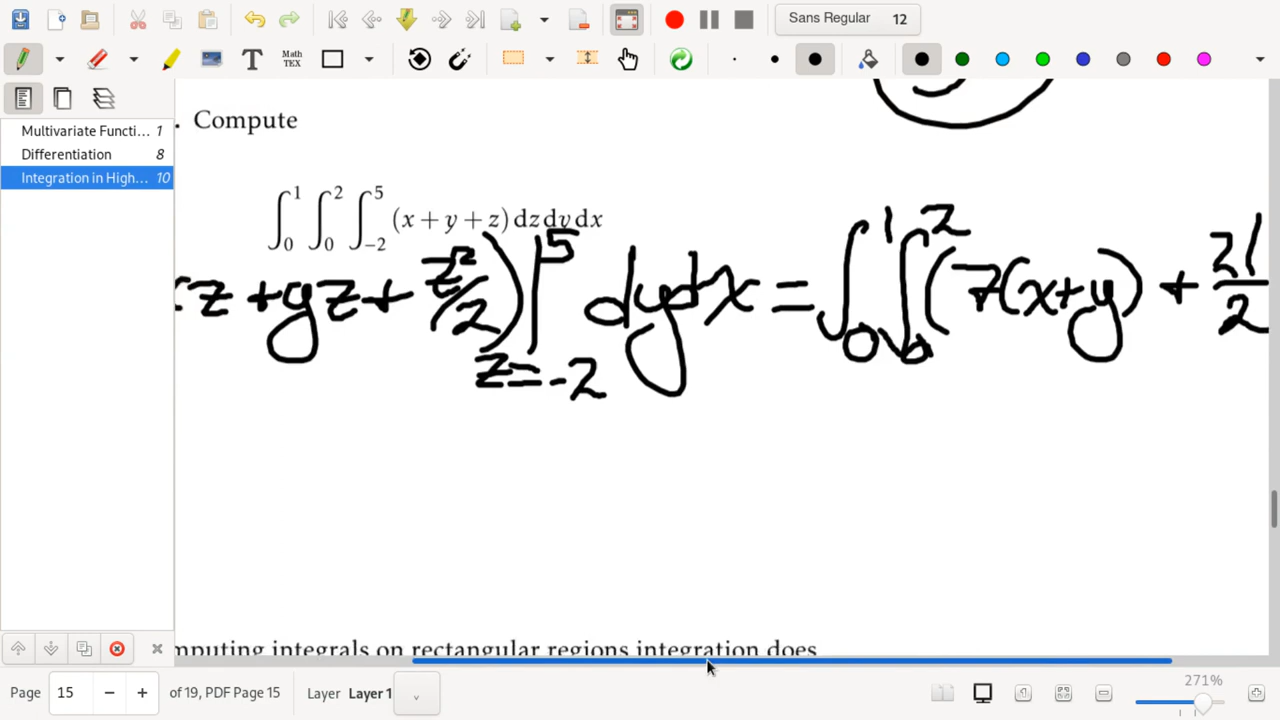 Sans Regular 12
Math
TEX
Multivariate Functi... 1
Differentiation 8
Integration in High... 10
. Compute
∫₀¹ ∫₀² ∫₋₂⁵ (x + y + z) dz dy dx
z + yz + z²/2) |⁵ z=-2 dydx = ∫₀¹ ∫₀² (7(x+y) + 21/2
mputing integrals on rectangular regions integration does
Page 15 of 19, PDF Page 15 Layer Layer 1 271%